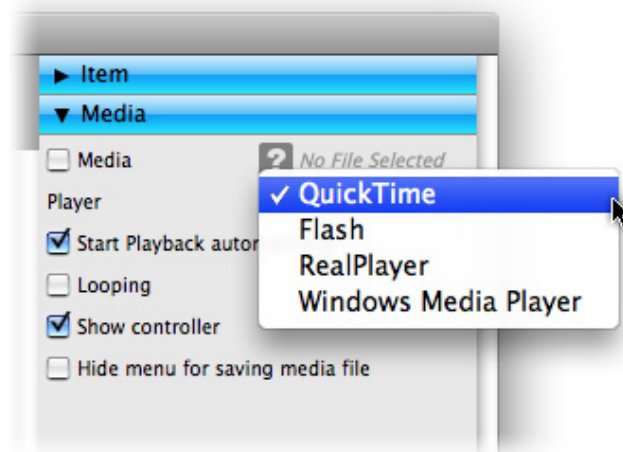 Item
Media
Media ? No File Selected
Player
QuickTime
Start Playback autor
Flash
RealPlayer
Looping
Windows Media Player
Show controller
Hide menu for saving media file